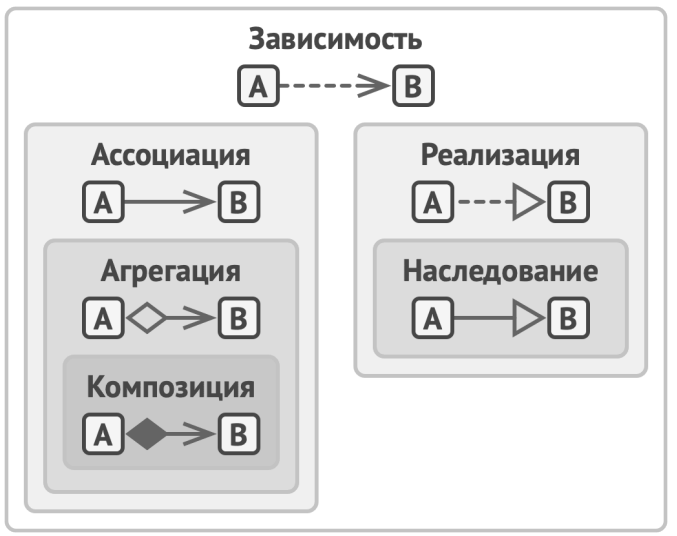 Зависимость
A B
Ассоциация
A B
Агрегация
A B
Композиция
A B
Реализация
A B
Наследование
A B